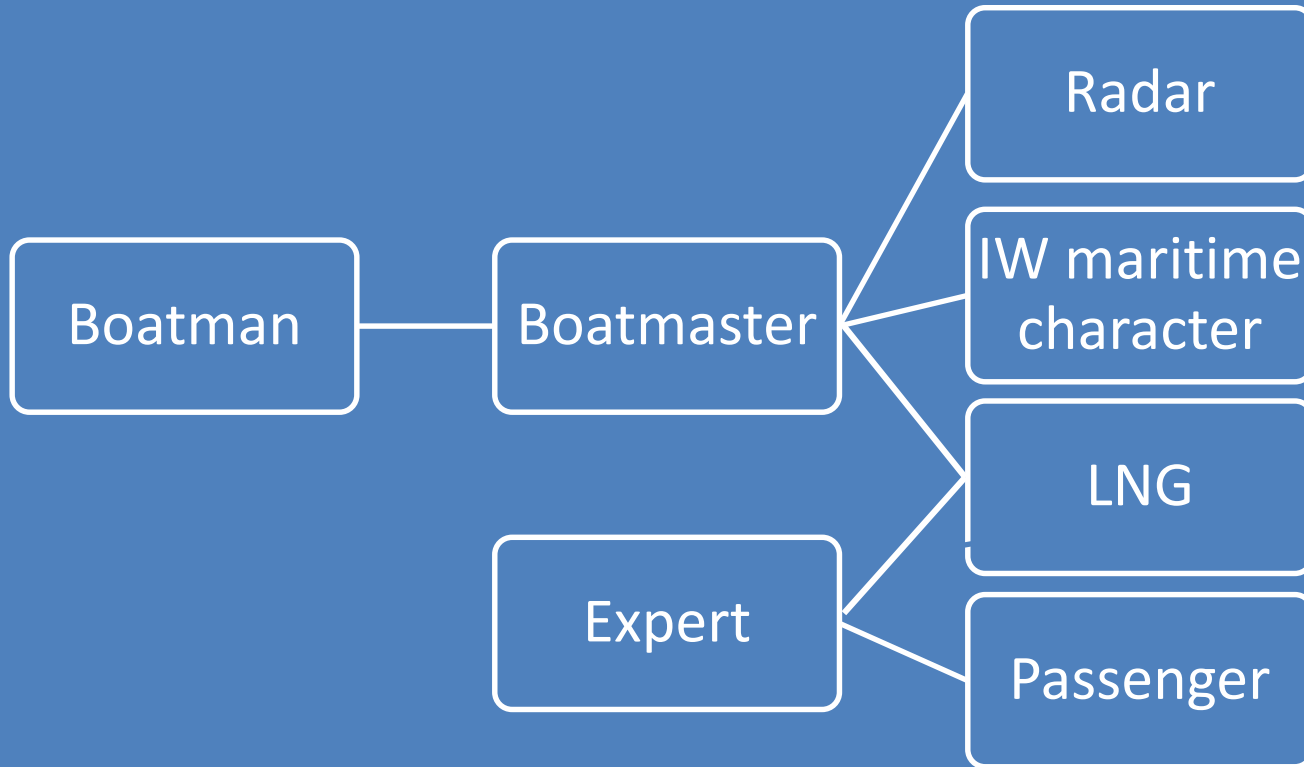 Boatman
Boatmaster
Expert
Radar
IW maritime
character
LNG
Passenger